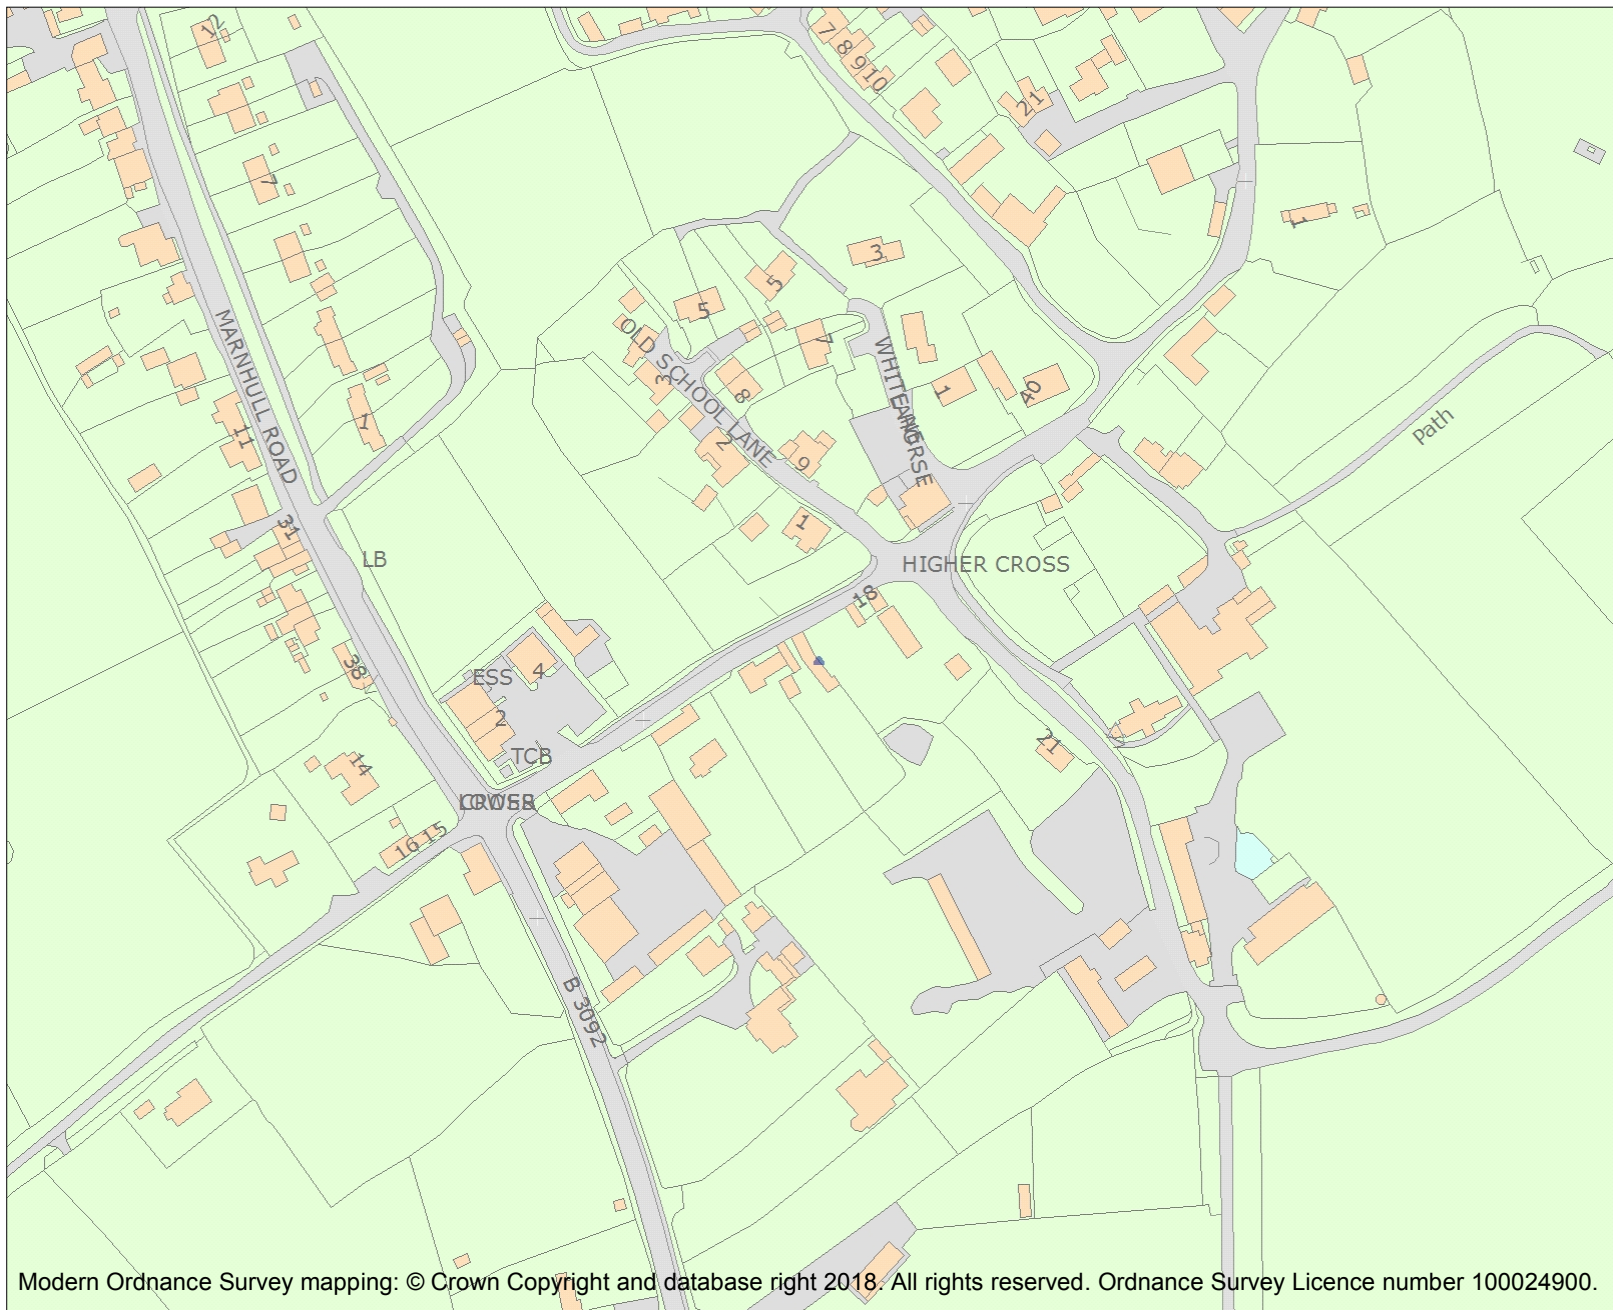 12
7
8
9
10
21
7
1
3
5
5
OLD SCHOOL LANE
7
3
8
WHITE HORSE
LANE
1
40
MARNHULL ROAD
11
1
2
9
Path
31
1
LB
HIGHER CROSS
18
38
ESS
4
2
21
TCB
14
LOWER
CROSS
16 15
B 3092
Modern Ordnance Survey mapping: © Crown Copyright and database right 2018. All rights reserved. Ordnance Survey Licence number 100024900.